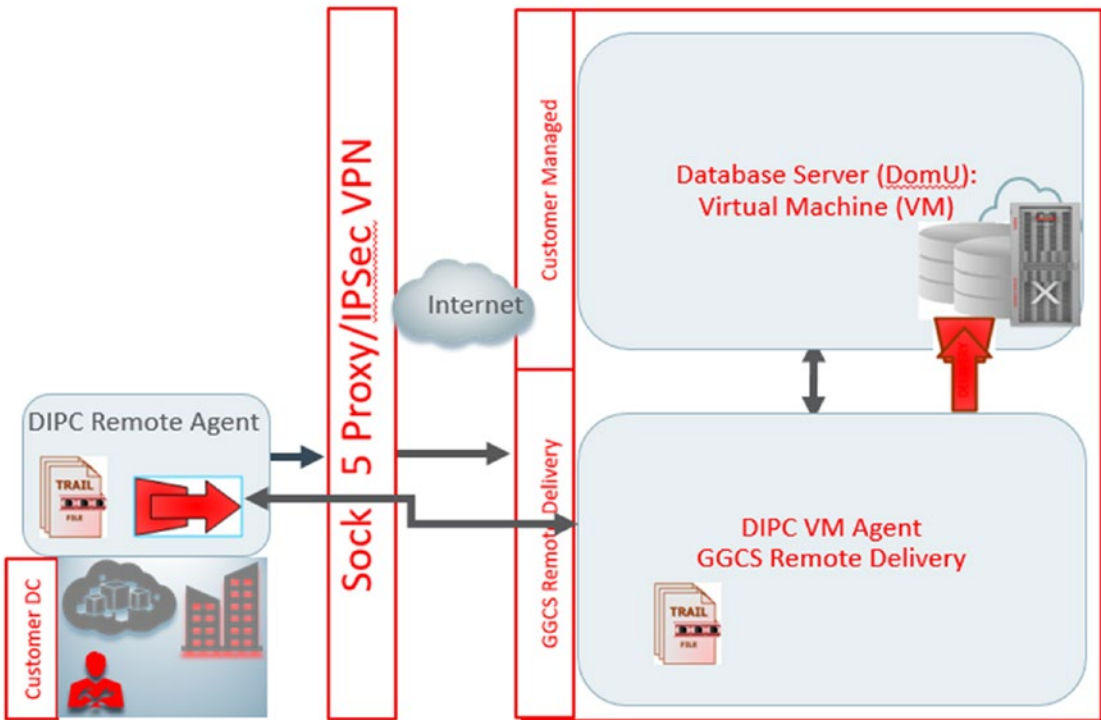 DIPC Remote Agent
TRAIL
FILE
Customer DC
Sock 5 Proxy/IPSec VPN
Internet
Customer Managed
GGCS Remote Delivery
Database Server (DomU):
Virtual Machine (VM)
DELIVERY
DIPC VM Agent
GGCS Remote Delivery
TRAIL
FILE